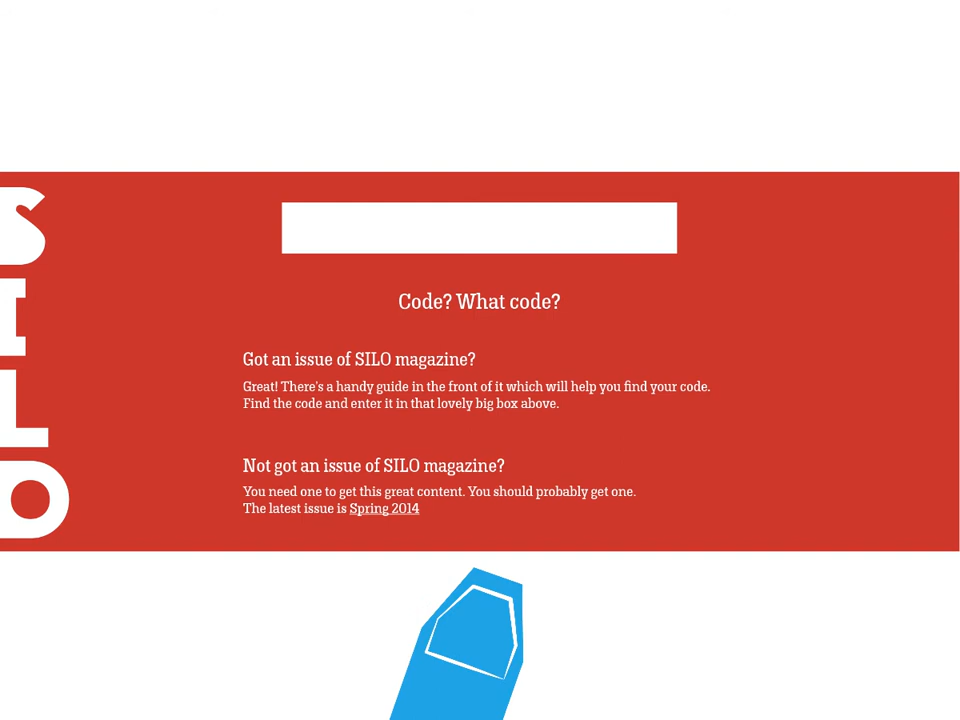 SILO
Code? What code?
Got an issue of SILO magazine?
Great! There's a handy guide in the front of it which will help you find your code.
Find the code and enter it in that lovely big box above.
Not got an issue of SILO magazine?
You need one to get this great content. You should probably get one.
The latest issue is Spring 2014